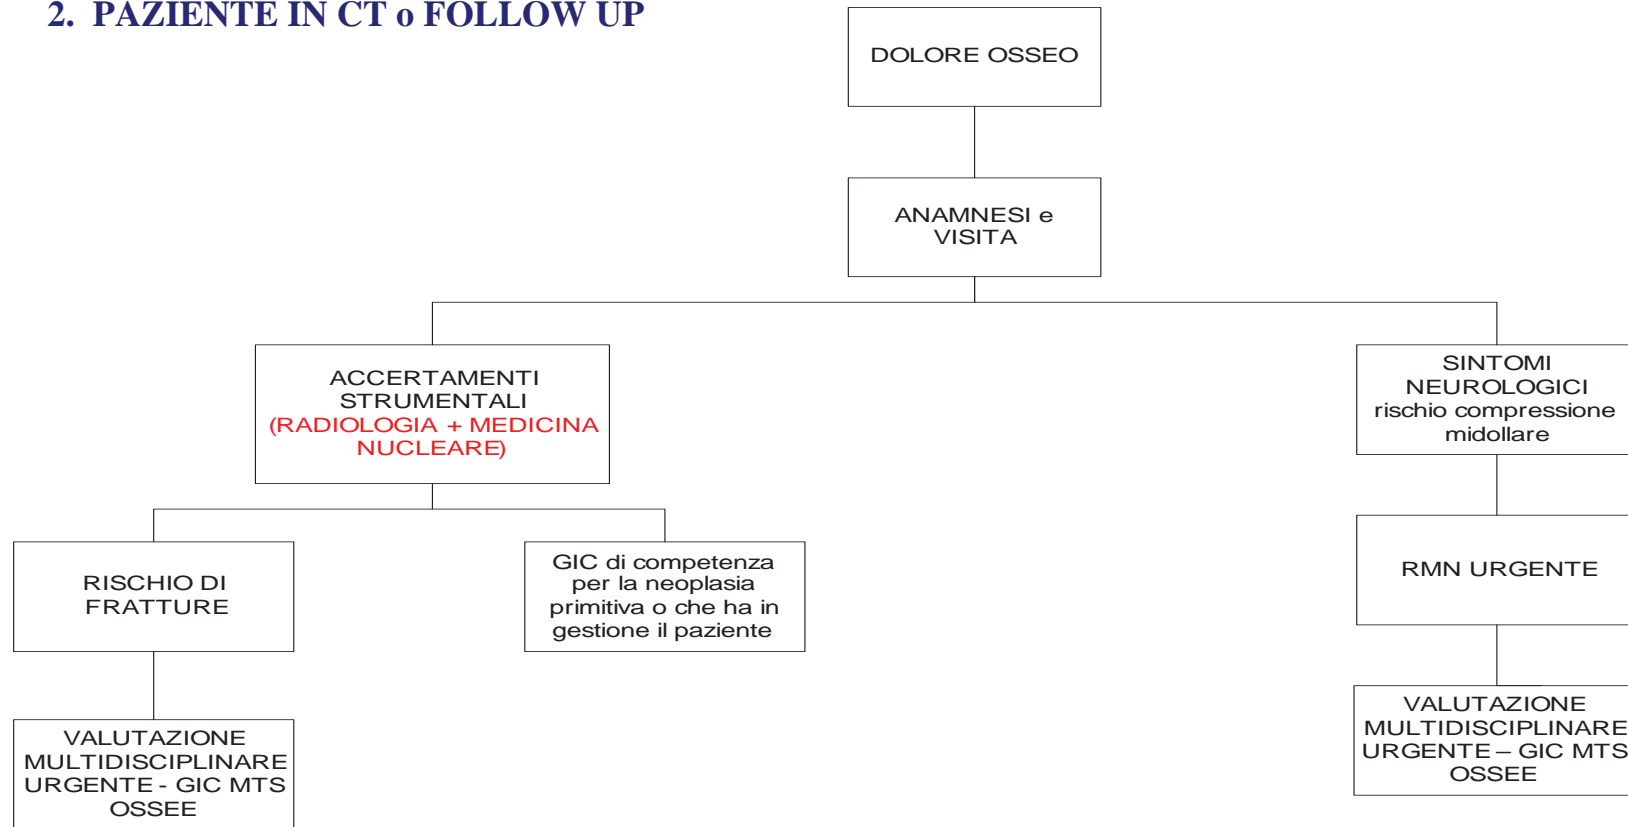 2. PAZIENTE IN CT o FOLLOW UP
DOLORE OSSEO
ANAMNESI e
VISITA
ACCERTAMENTI
STRUMENTALI
(RADIOLOGIA + MEDICINA
NUCLEARE)
SINTOMI
NEUROLOGICI
rischio compressione
midollare
RISCHIO DI
FRATTURE
GIC di competenza
per la neoplasia
primitiva o che ha in
gestione il paziente
RMN URGENTE
VALUTAZIONE
MULTIDISCIPLINARE
URGENTE - GIC MTS
OSSEE
VALUTAZIONE
MULTIDISCIPLINARE
URGENTE – GIC MTS
OSSEE